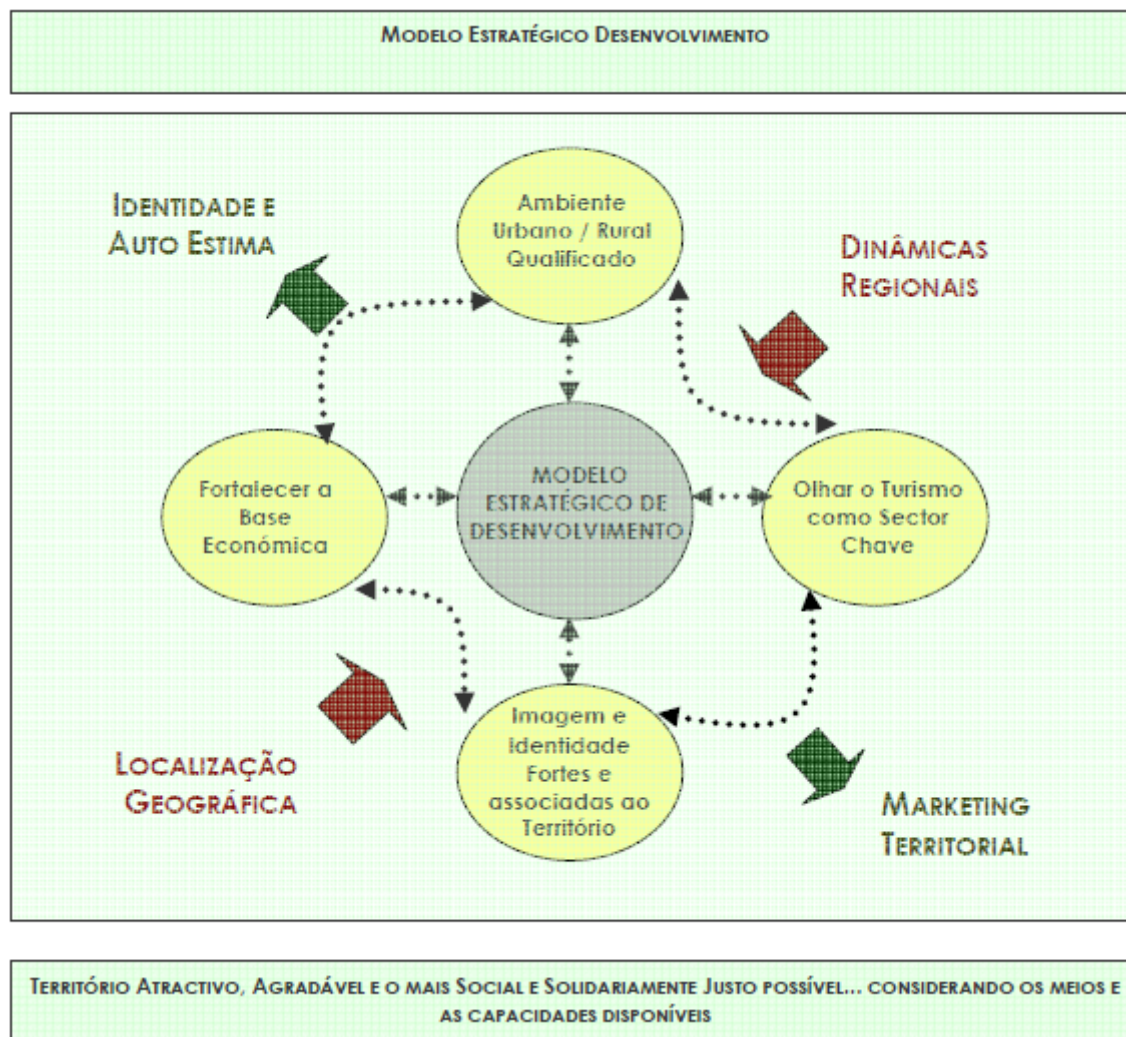 MODELO ESTRATÉGICO DESENVOLVIMENTO
IDENTIDADE E
AUTO ESTIMA
Ambiente
Urbano / Rural
Qualificado
DINÂMICAS
REGIONAIS
Fortalecer a
Base
Económica
MODELO
ESTRATÉGICO DE
DESENVOLVIMENTO
Olhar o Turismo
como Sector
Chave
LOCALIZAÇÃO
GEOGRÁFICA
Imagem e
Identidade
Fortes e
associadas ao
Território
MARKETING
TERRITORIAL
TERRITÓRIO ATRACTIVO, AGRADÁVEL E O MAIS SOCIAL E SOLIDARIAMENTE JUSTO POSSÍVEL... CONSIDERANDO OS MEIOS E
AS CAPACIDADES DISPONÍVEIS